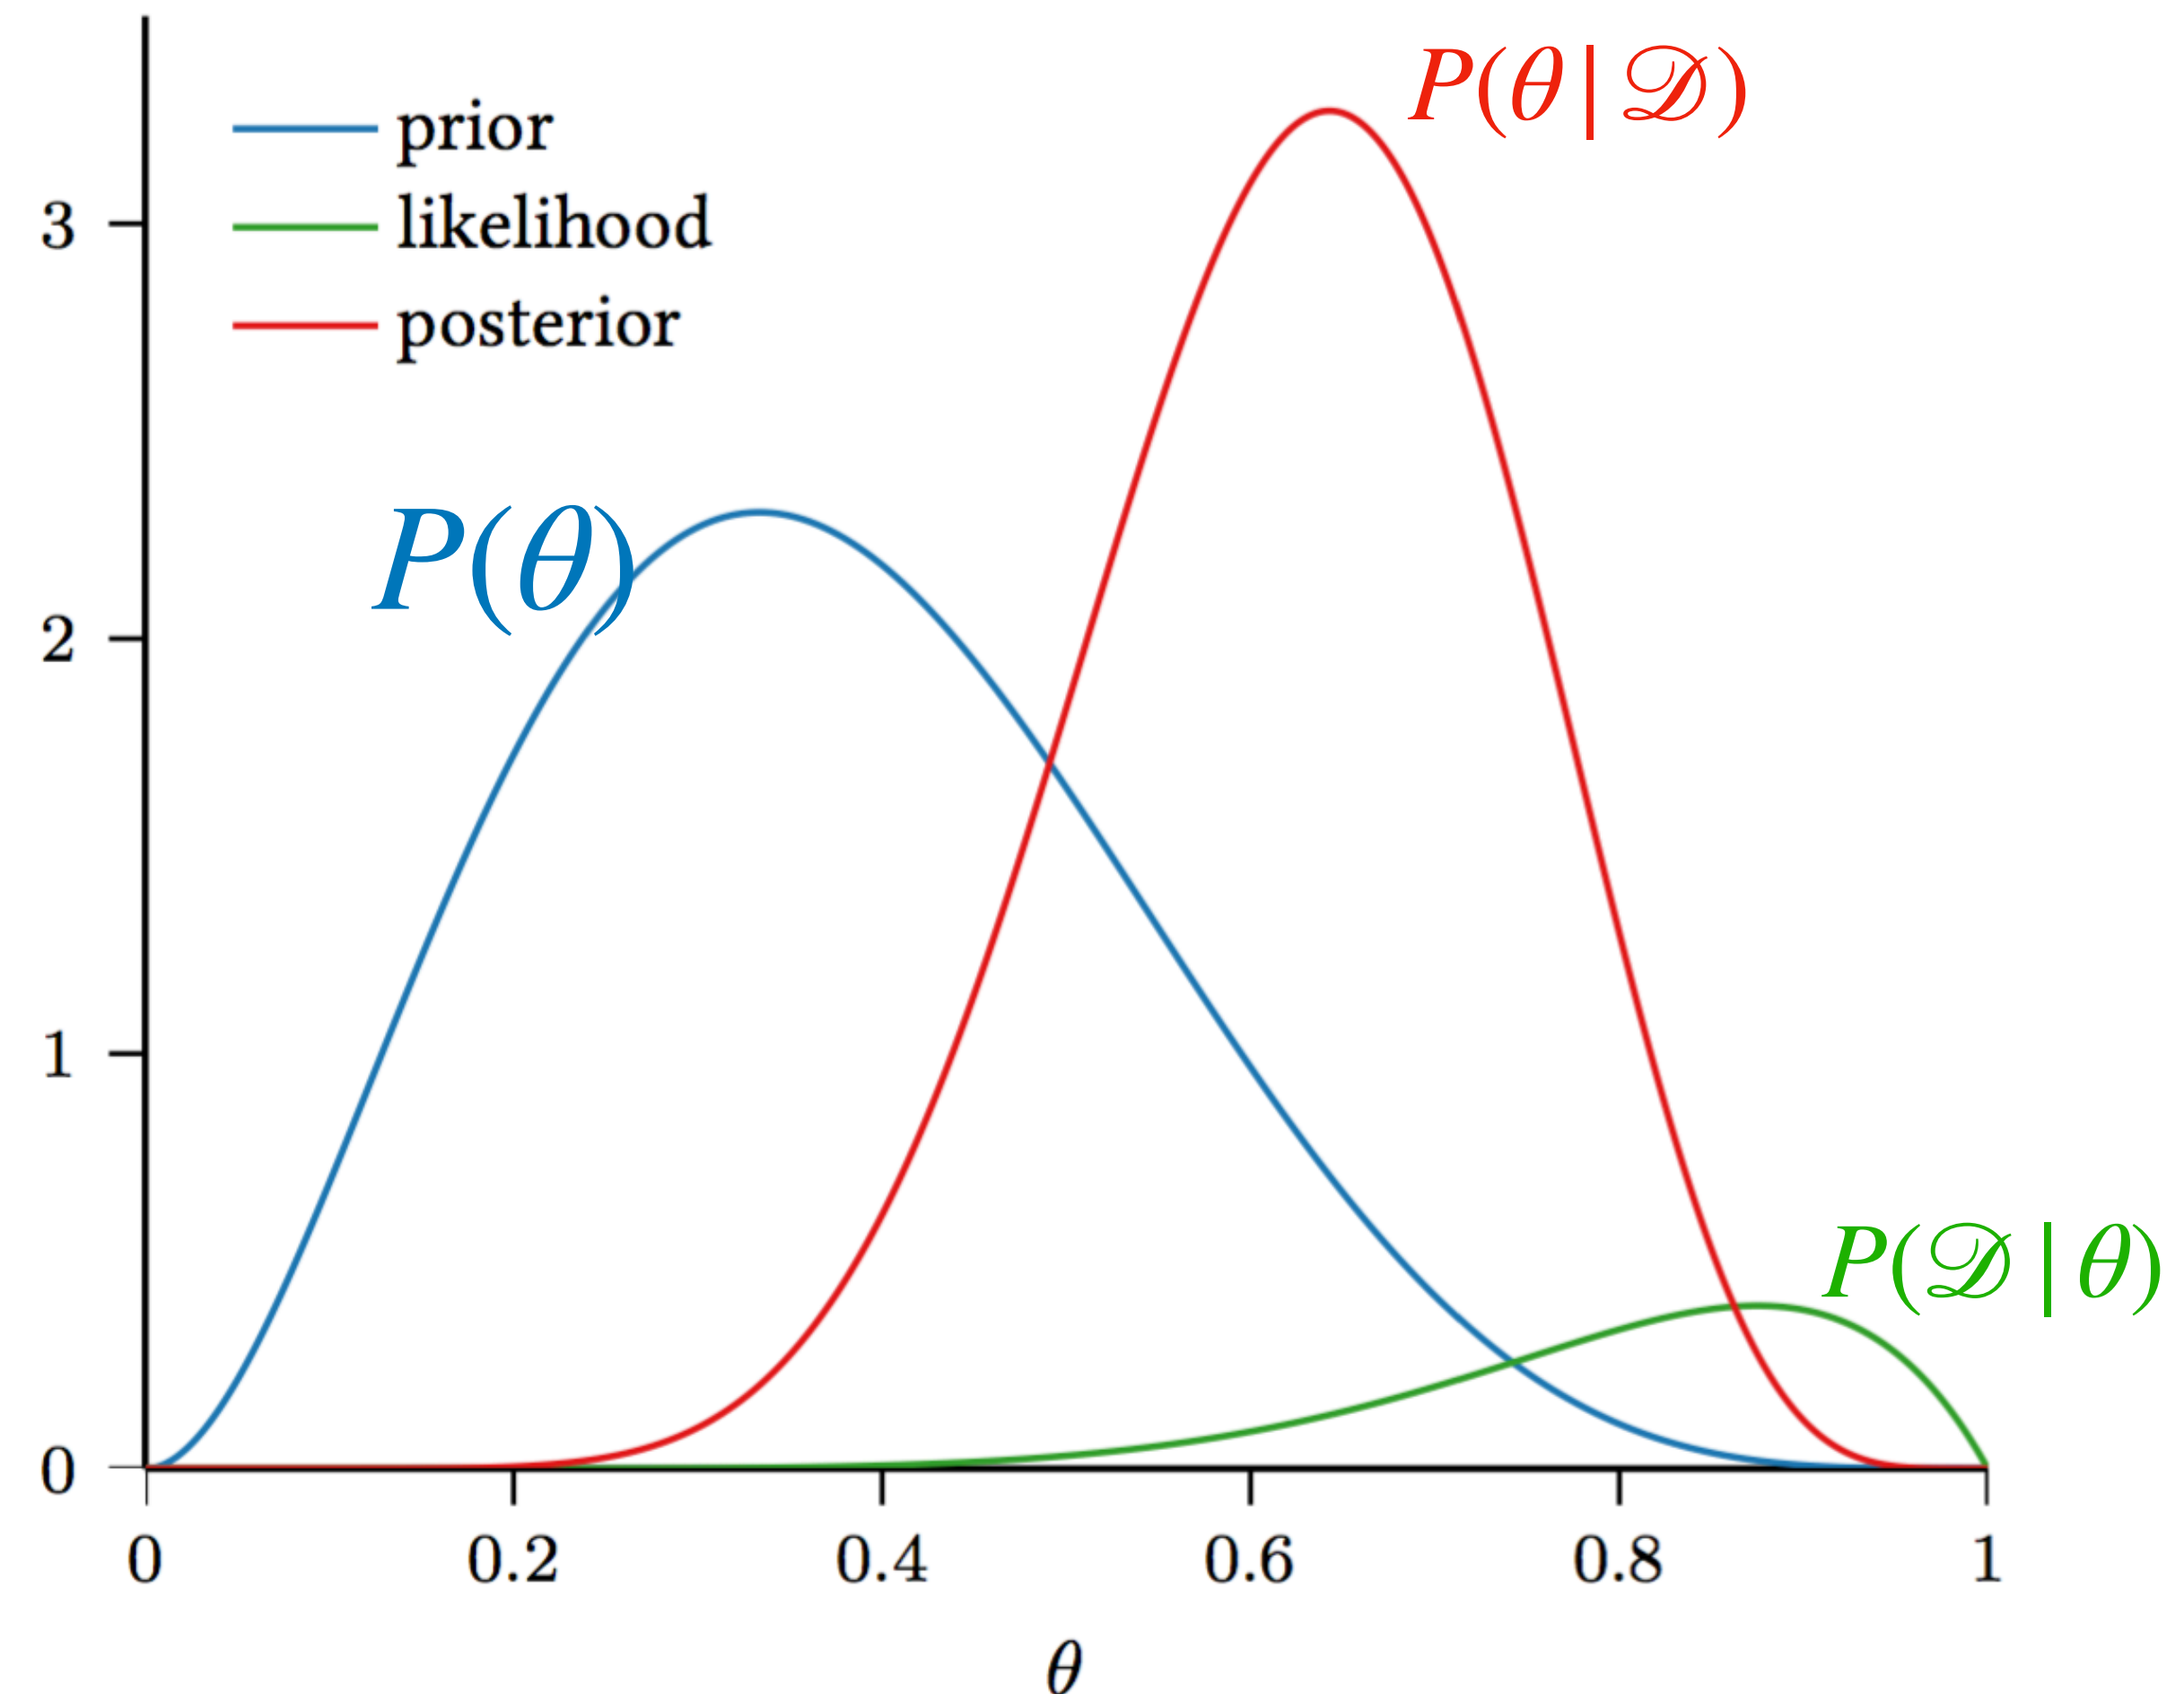 P(θ | 𝒟)
prior
likelihood
posterior
3
P(θ)
2
1
P(𝒟 | θ)
0
0 0.2 0.4 0.6 0.8 1
θ